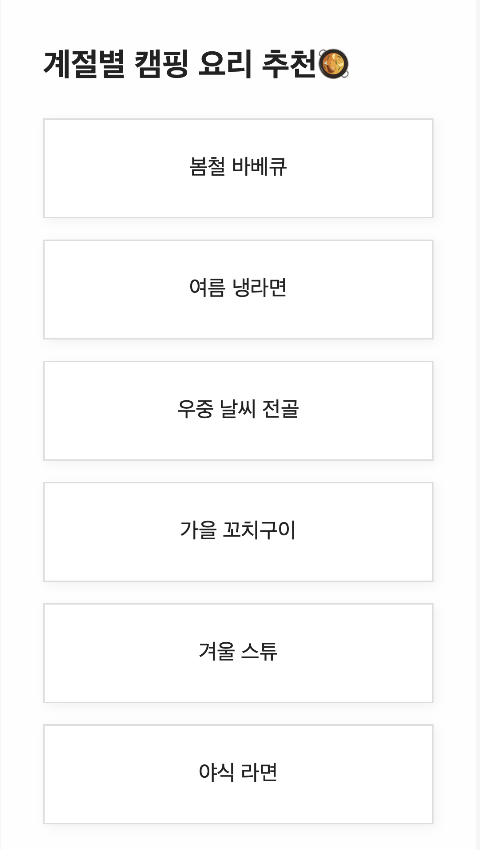 계절별 캠핑 요리 추천🥘
봄철 바베큐
여름 냉라면
우중 날씨 전골
가을 꼬치구이
겨울 스튜
야식 라면